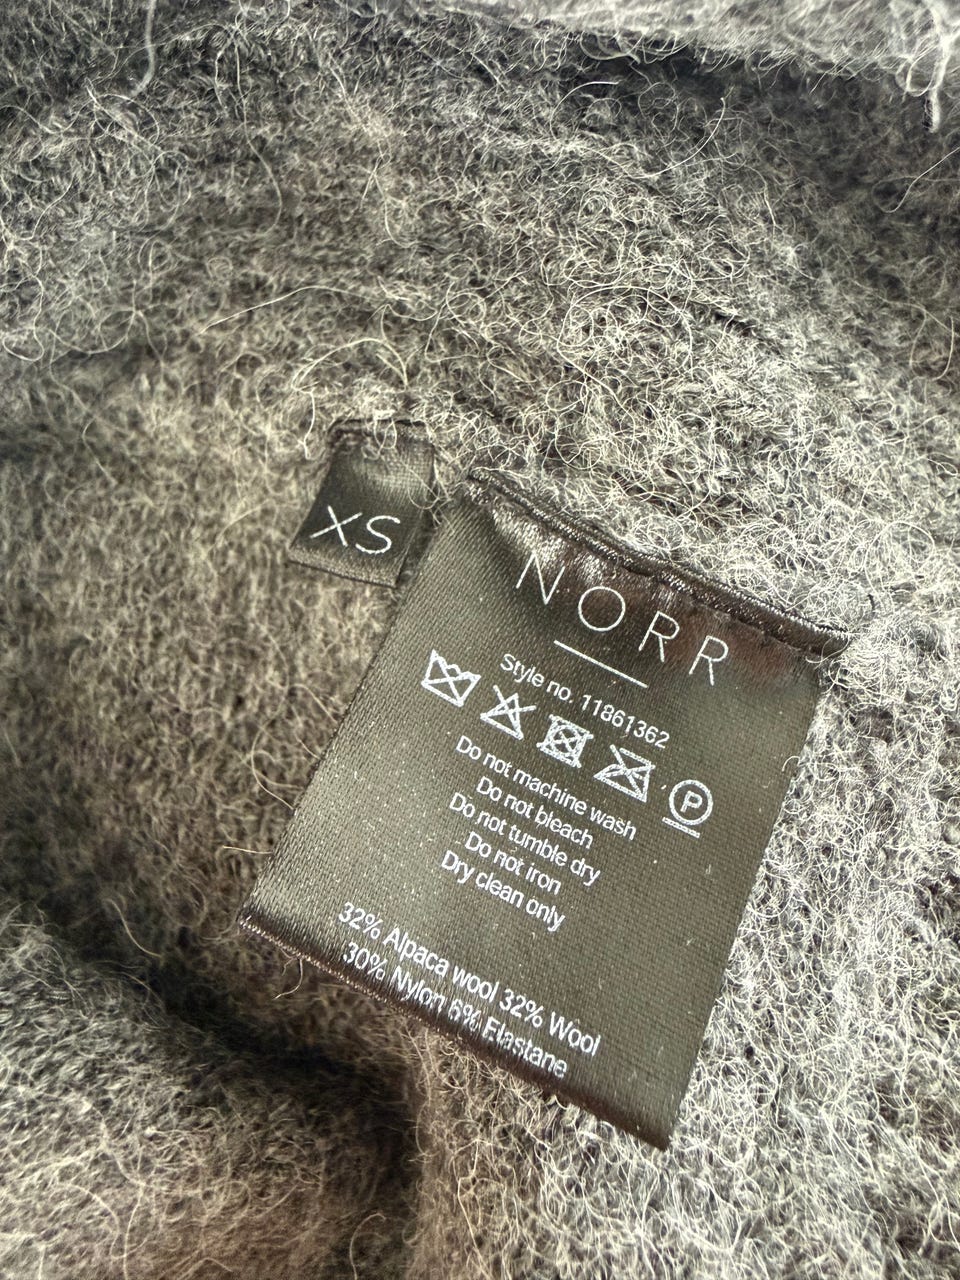 XS
NORR
Style no. 11861362
P
Do not machine wash
Do not bleach
Do not tumble dry
Do not iron
Dry clean only
32% Alpaca wool 32% Wool
30% Nylon 6% Elastane